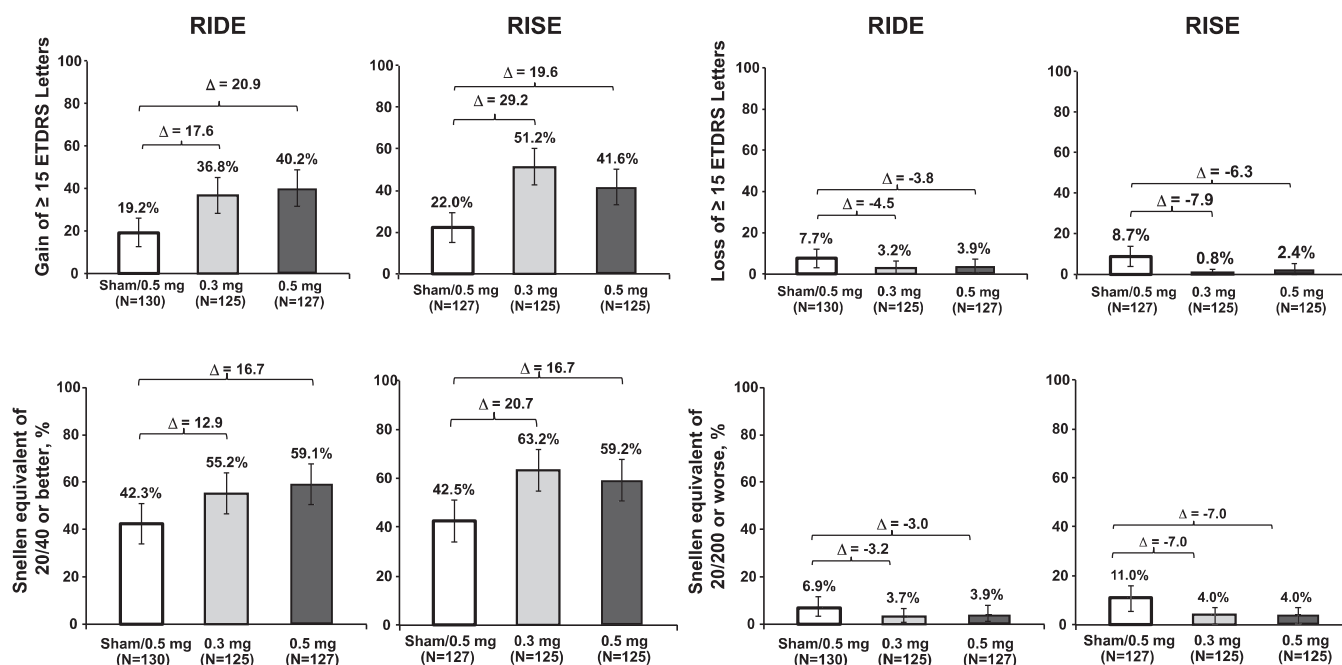 RIDE
Gain of ≥ 15 ETDRS Letters
100
80
60
40
20
0
Δ = 20.9
Δ = 17.6
19.2%
36.8%
40.2%
Sham/0.5 mg 0.3 mg 0.5 mg
(N=130) (N=125) (N=127)
RISE
100
80
60
40
20
0
Δ = 19.6
Δ = 29.2
22.0%
51.2%
41.6%
Sham/0.5 mg 0.3 mg 0.5 mg
(N=127) (N=125) (N=125)
RIDE
Loss of ≥ 15 ETDRS Letters
100
80
60
40
20
0
Δ = -3.8
Δ = -4.5
7.7%
3.2%
3.9%
Sham/0.5 mg 0.3 mg 0.5 mg
(N=130) (N=125) (N=127)
RISE
100
80
60
40
20
0
Δ = -6.3
Δ = -7.9
8.7%
0.8%
2.4%
Sham/0.5 mg 0.3 mg 0.5 mg
(N=127) (N=125) (N=125)
Snellen equivalent of
20/40 or better, %
100
80
60
40
20
0
Δ = 16.7
Δ = 12.9
42.3%
55.2%
59.1%
Sham/0.5 mg 0.3 mg 0.5 mg
(N=130) (N=125) (N=127)
100
80
60
40
20
0
Δ = 16.7
Δ = 20.7
42.5%
63.2%
59.2%
Sham/0.5 mg 0.3 mg 0.5 mg
(N=127) (N=125) (N=125)
Snellen equivalent of
20/200 or worse, %
100
80
60
40
20
0
Δ = -3.0
Δ = -3.2
6.9%
3.7%
3.9%
Sham/0.5 mg 0.3 mg 0.5 mg
(N=130) (N=125) (N=127)
100
80
60
40
20
0
Δ = -7.0
Δ = -7.0
11.0%
4.0%
4.0%
Sham/0.5 mg 0.3 mg 0.5 mg
(N=127) (N=125) (N=125)